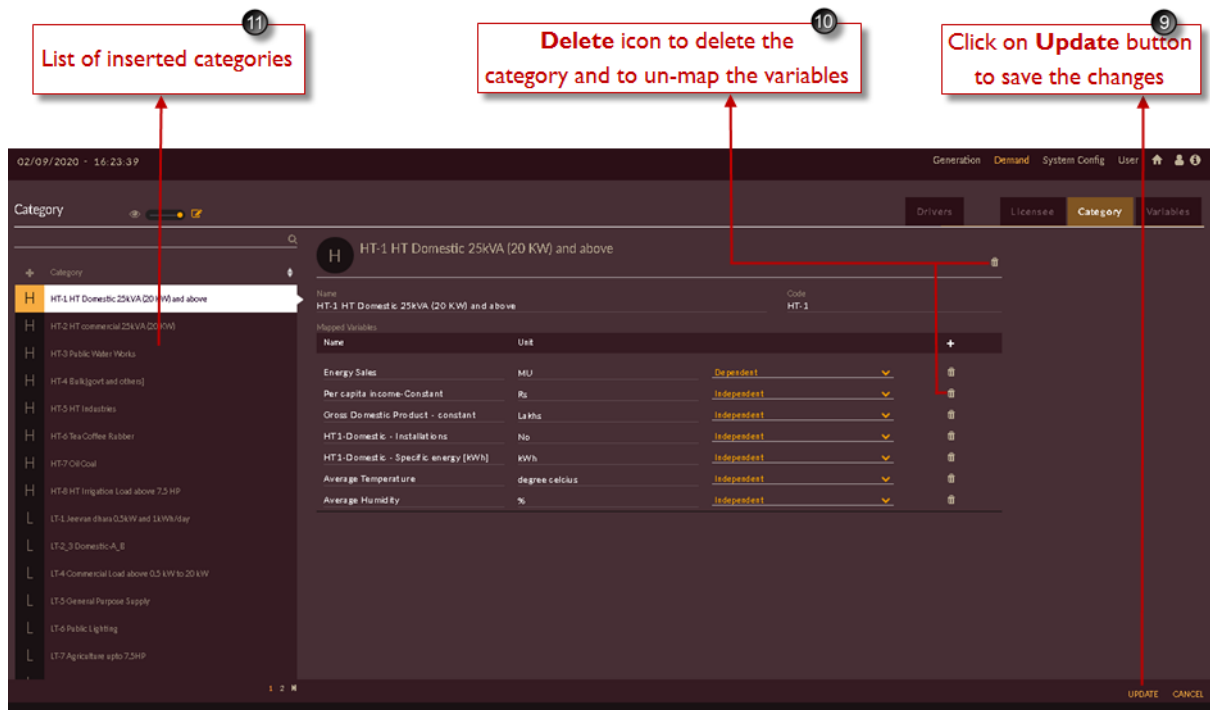 11
List of inserted categories
10
Delete icon to delete the
category and to un-map the variables
9
Click on Update button
to save the changes
02/09/2020 - 16:23:39
Generation Demand System Config User
Category
Drivers Licensee Category Variables
H HT-1 HT Domestic 25kVA (20 KW) and above
+ Category
H HT-1 HT Domestic 25kVA (20 KW) and above
H HT-2 HT commercial 25kVA (20 KW)
H HT-3 Public Water Works
H HT-4 Bulk[govt and others]
H HT-5 HT Industries
H HT-6 Tea Coffee Rabber
H HT-7 Oil Coal
H HT-8 HT Irrigation Load above 7.5 HP
L LT-1 Jeevan dhara 0.5kW and 1kWh/day
L LT-2_3 Domestic-A_B
L LT-4 Commercial Load above 0.5 kW to 20 kW
L LT-5 General Purpose Supply
L LT-6 Public Lighting
L LT-7 Agriculture upto 7.5HP
1 2
Name Code
HT-1 HT Domestic 25kVA (20 KW) and above HT-1
Mapped Variables
Name Unit +
Energy Sales MU Dependent
Per capita income-Constant Rs Independent
Gross Domestic Product - constant Lakhs Independent
HT1-Domestic - Installations No Independent
HT1-Domestic - Specific energy [kWh] kWh Independent
Average Temperature degree celcius Independent
Average Humidity % Independent
UPDATE CANCEL